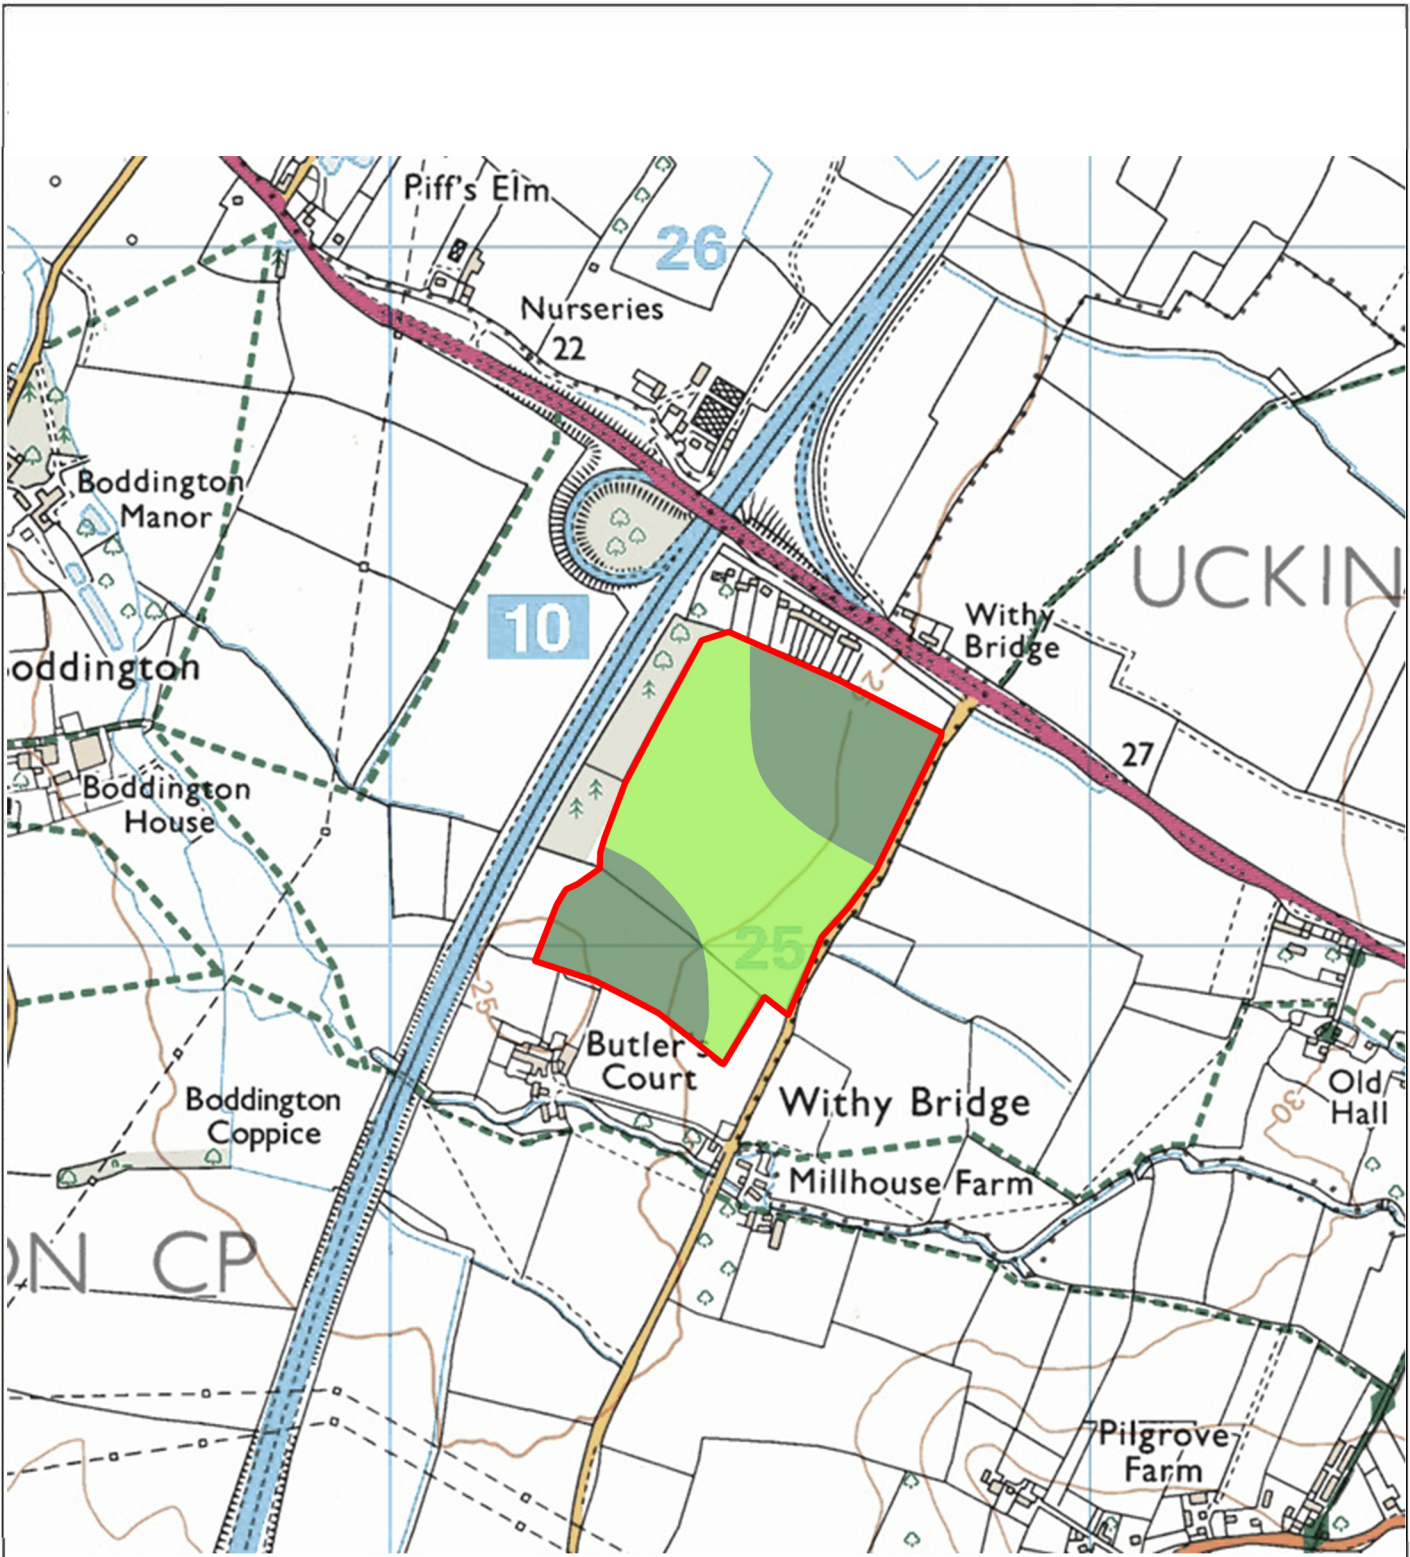 Piff's Elm
26
Nurseries
22
Boddington
Manor
UCKIN
10
Withy
Bridge
oddington
27
Boddington
House
25
25
Butler's
Court
Old
Hall
Boddington
Coppice
Withy Bridge
30
Millhouse Farm
ON CP
Pilgrove
Farm